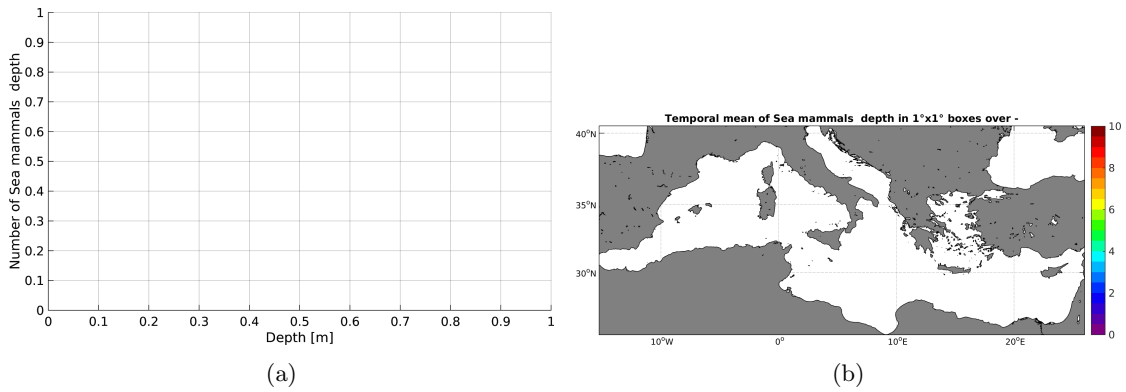 1
0.9
0.8
0.7
0.6
0.5
0.4
0.3
0.2
0.1
0
Number of Sea mammals  depth
0 0.1 0.2 0.3 0.4 0.5 0.6 0.7 0.8 0.9 1
Depth [m]
(a)
Temporal mean of Sea mammals  depth in 1°x1° boxes over -
40°N
35°N
30°N
10°W 0° 10°E 20°E
10
8
6
4
2
0
(b)